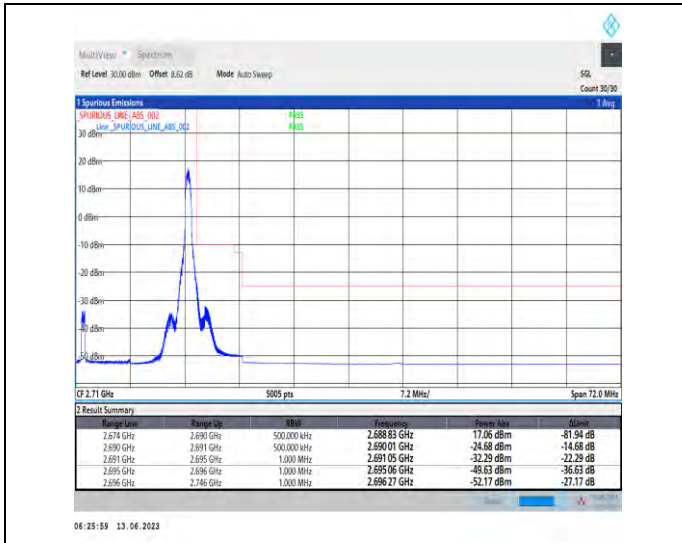 MultiView Spectrum
Ref Level 30.00 dBm Offset 8.62 dB Mode Auto Sweep SGL
Count 30/30
1 Spurious Emissions 1 Avg
_SPURIOUS_LINE_ABS_002 PASS
Line _SPURIOUS_LINE_ABS_002 PASS
30 dBm
20 dBm
10 dBm
0 dBm
-10 dBm
-20 dBm
-30 dBm
-40 dBm
-50 dBm
CF 2.71 GHz 5005 pts 7.2 MHz/ Span 72.0 MHz
2 Result Summary
Range Low Range Up RBW Frequency Power Abs ΔLimit
2.674 GHz 2.690 GHz 500.000 kHz 2.688 83 GHz 17.06 dBm -81.94 dB
2.690 GHz 2.691 GHz 500.000 kHz 2.690 01 GHz -24.68 dBm -14.68 dB
2.691 GHz 2.695 GHz 1.000 MHz 2.691 05 GHz -32.29 dBm -22.29 dB
2.695 GHz 2.696 GHz 1.000 MHz 2.695 06 GHz -49.63 dBm -36.63 dB
2.696 GHz 2.746 GHz 1.000 MHz 2.696 27 GHz -52.17 dBm -27.17 dB
06:25:59 13.06.2023